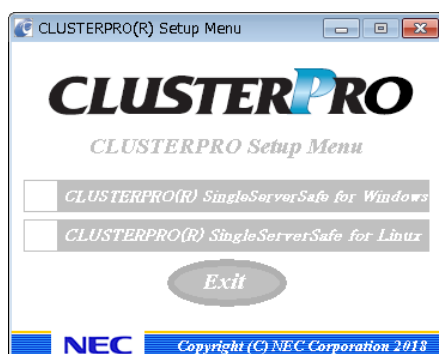 CLUSTERPRO(R) Setup Menu
CLUSTERPRO
CLUSTERPRO Setup Menu
CLUSTERPRO(R) SingleServerSafe for Windows
CLUSTERPRO(R) SingleServerSafe for Linux
Exit
NEC Copyright (C) NEC Corporation 2018